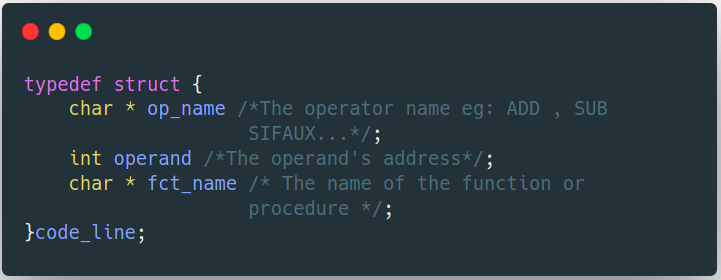 typedef struct {
    char * op_name /*The operator name eg: ADD , SUB
                     SIFAUX...*/;
    int operand /*The operand's address*/;
    char * fct_name /* The name of the function or
                     procedure */;
}code_line;